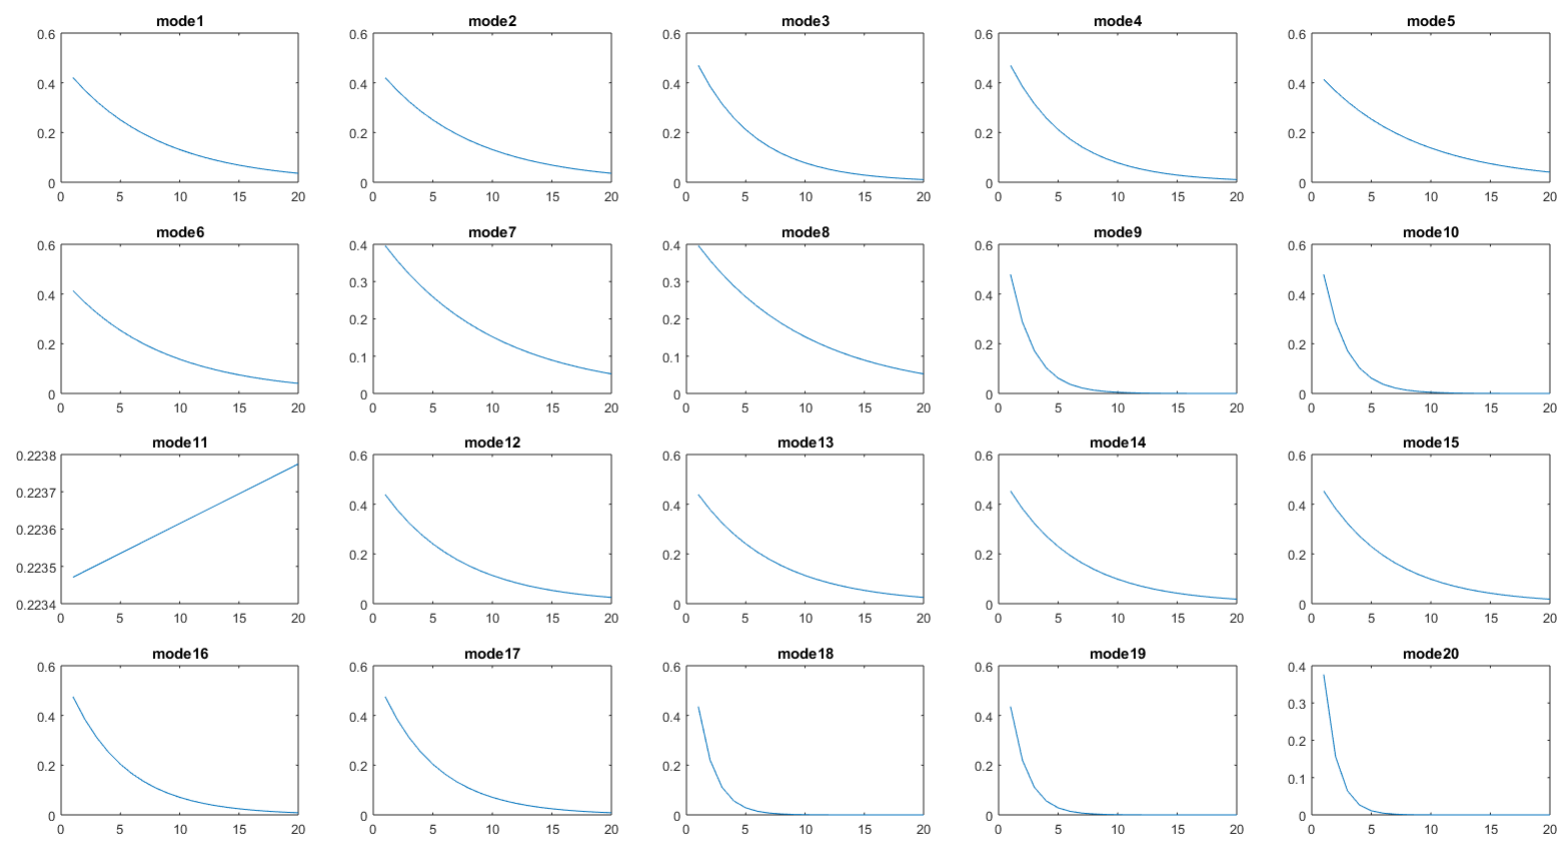 mode1 mode2 mode3 mode4 mode5
0.6 0.6 0.6 0.6 0.6
0.4 0.4 0.4 0.4 0.4
0.2 0.2 0.2 0.2 0.2
0 0 0 0 0
0 5 10 15 20 0 5 10 15 20 0 5 10 15 20 0 5 10 15 20 0 5 10 15 20
mode6 mode7 mode8 mode9 mode10
0.6 0.4 0.4 0.6 0.6
0.3 0.3
0.4 0.4 0.4
0.2 0.2
0.2 0.2 0.2
0.1 0.1
0 0 0 0 0
0 5 10 15 20 0 5 10 15 20 0 5 10 15 20 0 5 10 15 20 0 5 10 15 20
mode11 mode12 mode13 mode14 mode15
0.2238 0.6 0.6 0.6 0.6
0.2237
0.4 0.4 0.4 0.4
0.2236
0.2 0.2 0.2 0.2
0.2235
0.2234 0 0 0 0
0 5 10 15 20 0 5 10 15 20 0 5 10 15 20 0 5 10 15 20 0 5 10 15 20
mode16 mode17 mode18 mode19 mode20
0.6 0.6 0.6 0.6 0.4
0.3
0.4 0.4 0.4 0.4
0.2
0.2 0.2 0.2 0.2
0.1
0 0 0 0 0
0 5 10 15 20 0 5 10 15 20 0 5 10 15 20 0 5 10 15 20 0 5 10 15 20